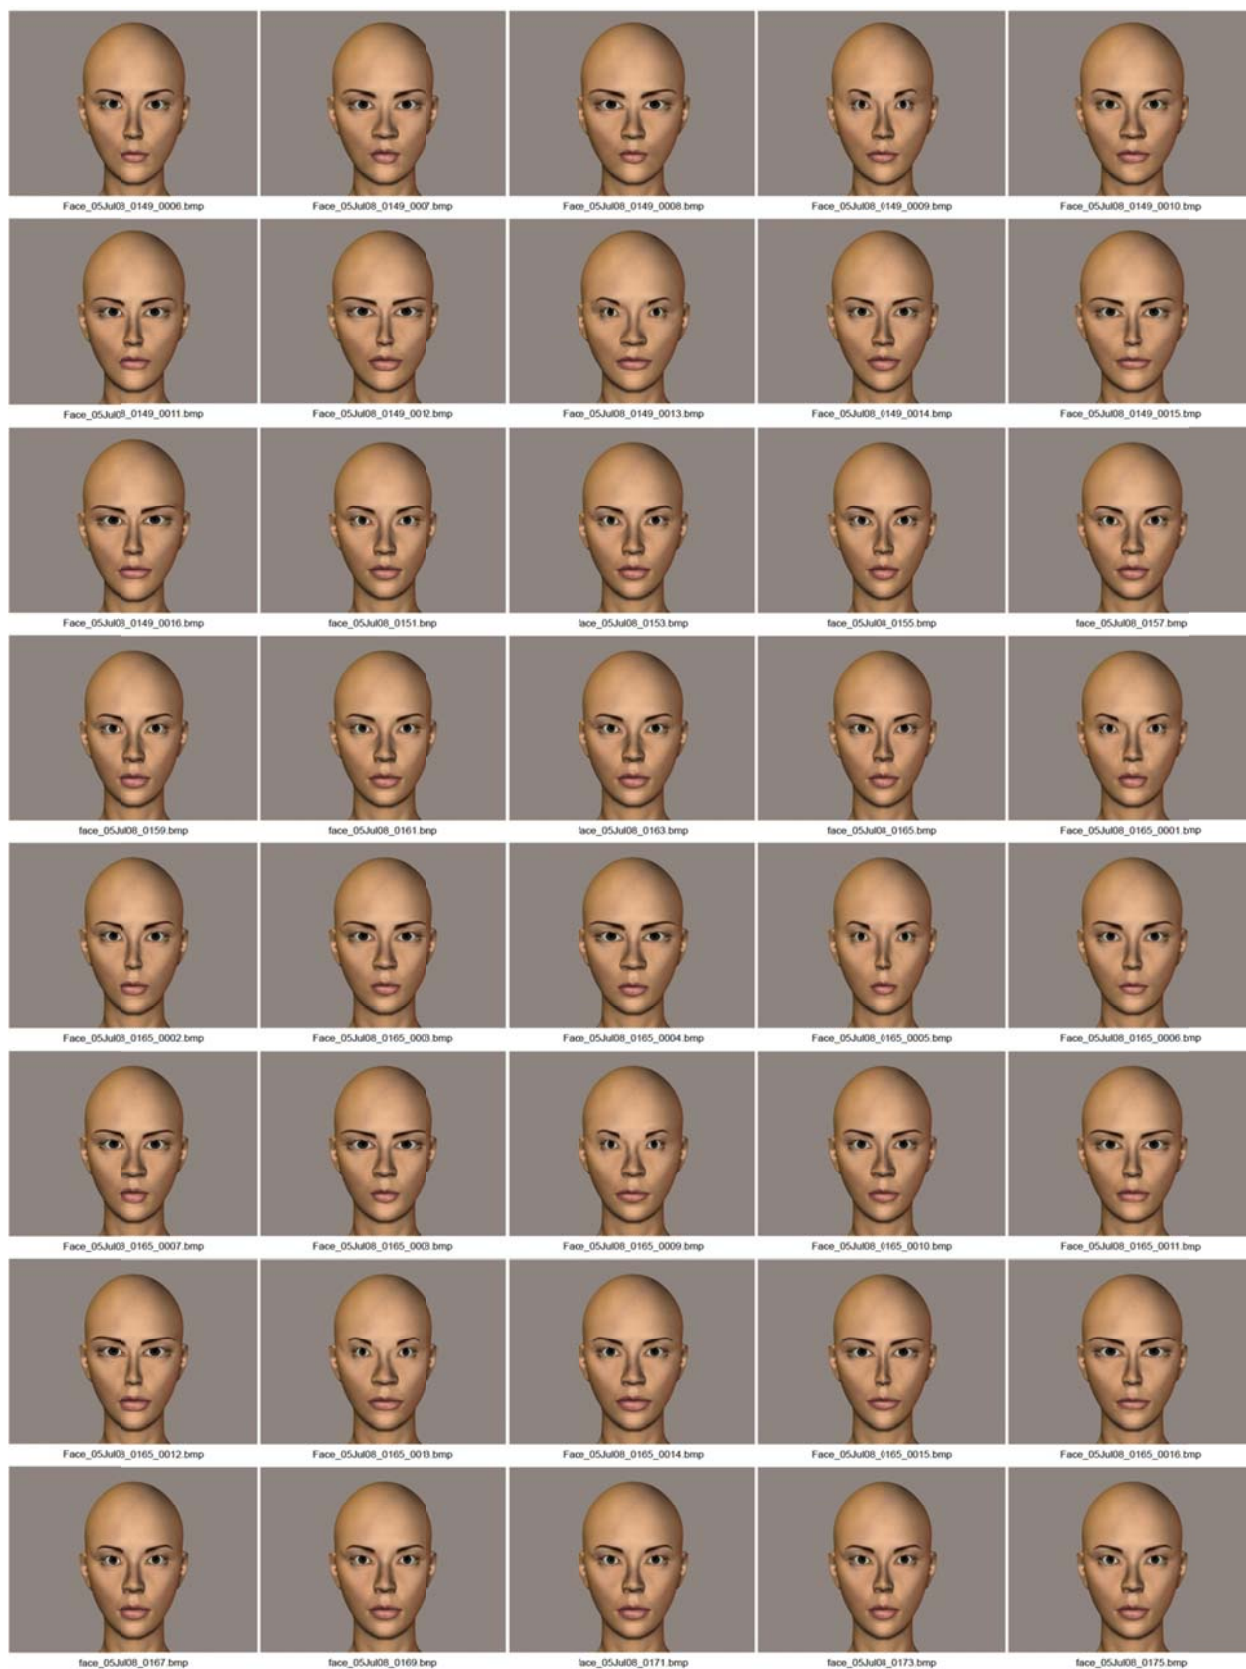 Face_05Jul08_0149_0006.bmp Face_05Jul08_0149_0007.bmp Face_05Jul08_0149_0008.bmp Face_05Jul08_0149_0009.bmp Face_05Jul08_0149_0010.bmp
Face_05Jul08_0149_0011.bmp Face_05Jul08_0149_0012.bmp Face_05Jul08_0149_0013.bmp Face_05Jul08_0149_0014.bmp Face_05Jul08_0149_0015.bmp
Face_05Jul08_0149_0016.bmp face_05Jul08_0151.bmp face_05Jul08_0153.bmp face_05Jul08_0155.bmp face_05Jul08_0157.bmp
face_05Jul08_0159.bmp face_05Jul08_0161.bmp face_05Jul08_0163.bmp face_05Jul08_0165.bmp Face_05Jul08_0165_0001.bmp
Face_05Jul08_0165_0002.bmp Face_05Jul08_0165_0003.bmp Face_05Jul08_0165_0004.bmp Face_05Jul08_0165_0005.bmp Face_05Jul08_0165_0006.bmp
Face_05Jul08_0165_0007.bmp Face_05Jul08_0165_0008.bmp Face_05Jul08_0165_0009.bmp Face_05Jul08_0165_0010.bmp Face_05Jul08_0165_0011.bmp
Face_05Jul08_0165_0012.bmp Face_05Jul08_0165_0013.bmp Face_05Jul08_0165_0014.bmp Face_05Jul08_0165_0015.bmp Face_05Jul08_0165_0016.bmp
face_05Jul08_0167.bmp face_05Jul08_0169.bmp face_05Jul08_0171.bmp face_05Jul08_0173.bmp face_05Jul08_0175.bmp